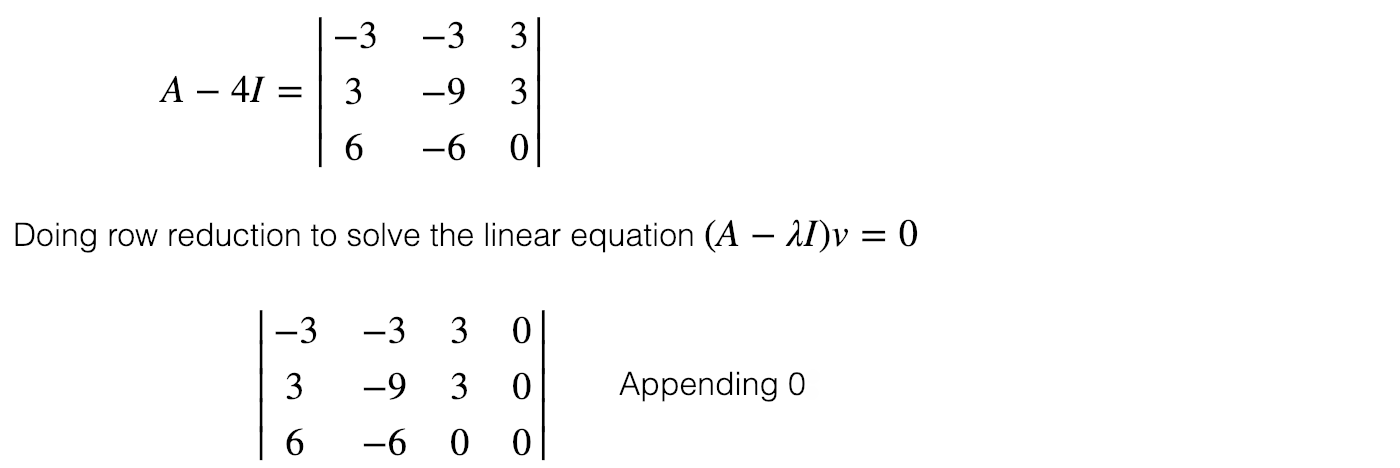 −3 −3 3
A − 4I = 3 −9 3
6 −6 0
Doing row reduction to solve the linear equation (A − λI)v = 0
−3 −3 3 0
3 −9 3 0 Appending 0
6 −6 0 0